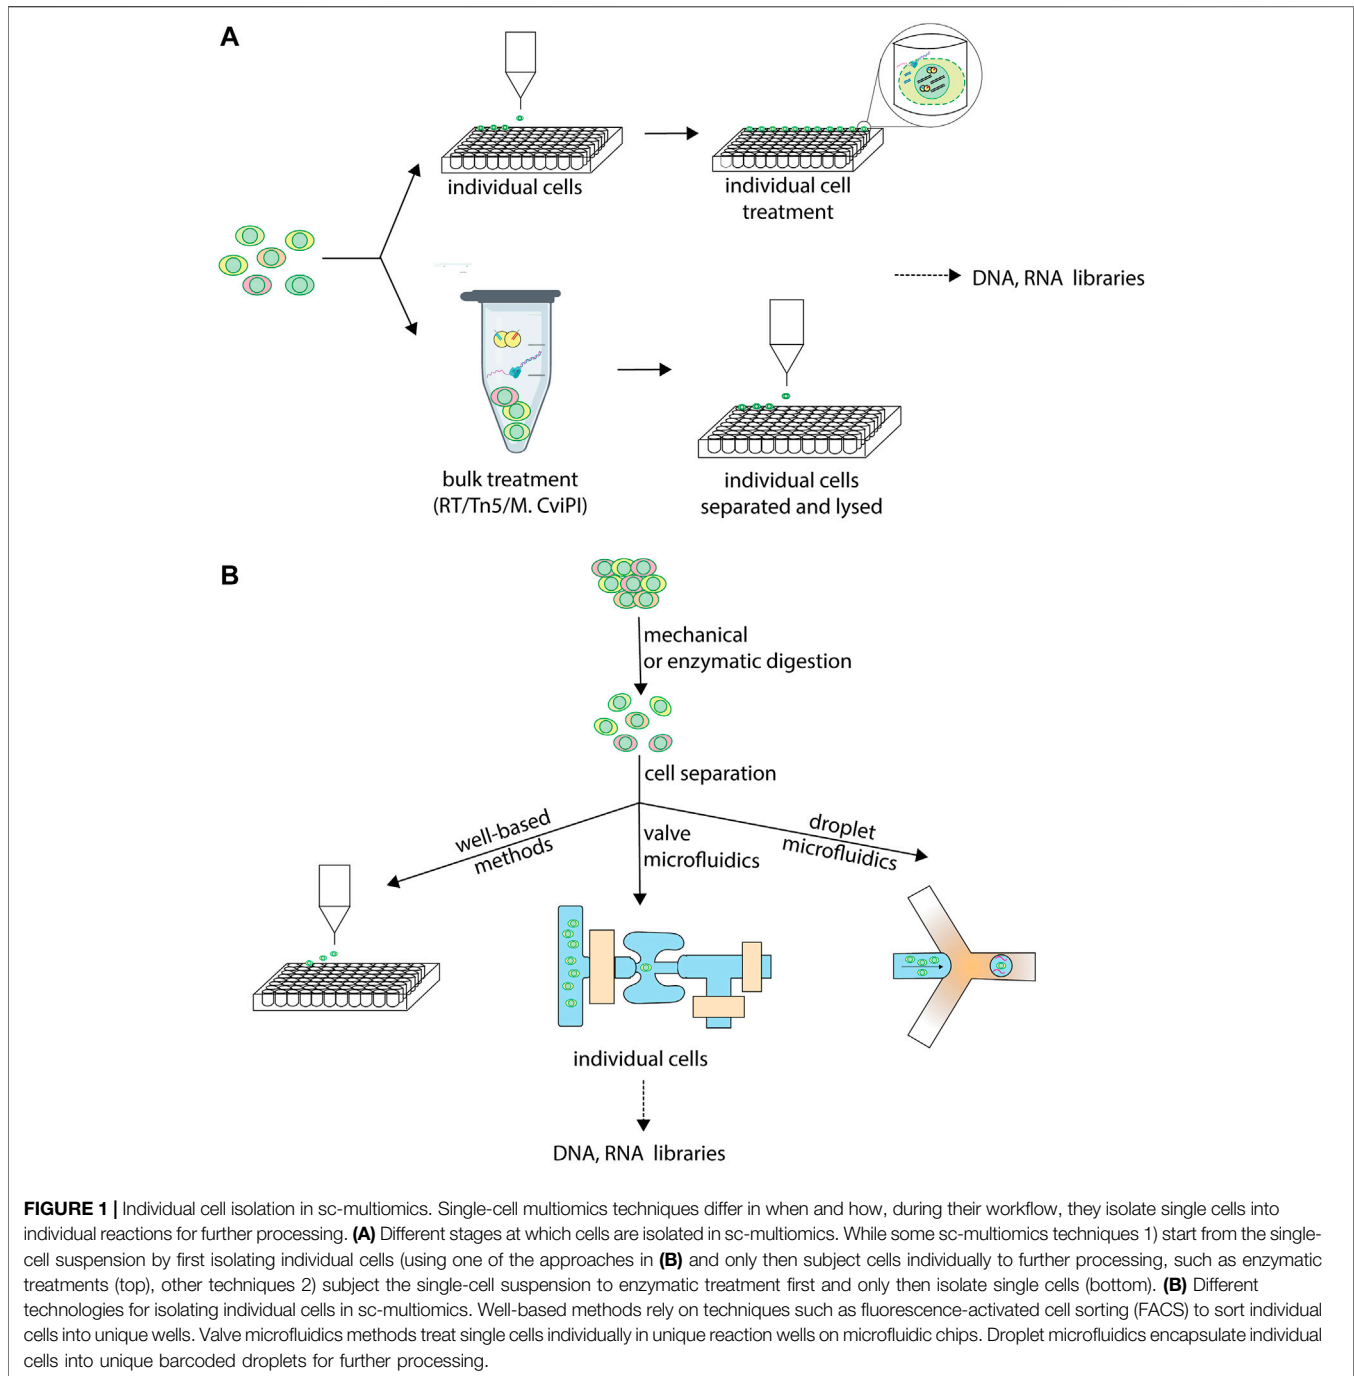 A
individual cells
individual cell
treatment
DNA, RNA libraries
bulk treatment
(RT/Tn5/M. CviPI)
individual cells
separated and lysed
B
mechanical
or enzymatic digestion
cell separation
well-based
methods
valve
microfluidics
droplet
microfluidics
individual cells
DNA, RNA libraries
FIGURE 1 | Individual cell isolation in sc-multiomics. Single-cell multiomics techniques differ in when and how, during their workflow, they isolate single cells into
individual reactions for further processing. (A) Different stages at which cells are isolated in sc-multiomics. While some sc-multiomics techniques 1) start from the single-
cell suspension by first isolating individual cells (using one of the approaches in (B) and only then subject cells individually to further processing, such as enzymatic
treatments (top), other techniques 2) subject the single-cell suspension to enzymatic treatment first and only then isolate single cells (bottom). (B) Different
technologies for isolating individual cells in sc-multiomics. Well-based methods rely on techniques such as fluorescence-activated cell sorting (FACS) to sort individual
cells into unique wells. Valve microfluidics methods treat single cells individually in unique reaction wells on microfluidic chips. Droplet microfluidics encapsulate individual
cells into unique barcoded droplets for further processing.